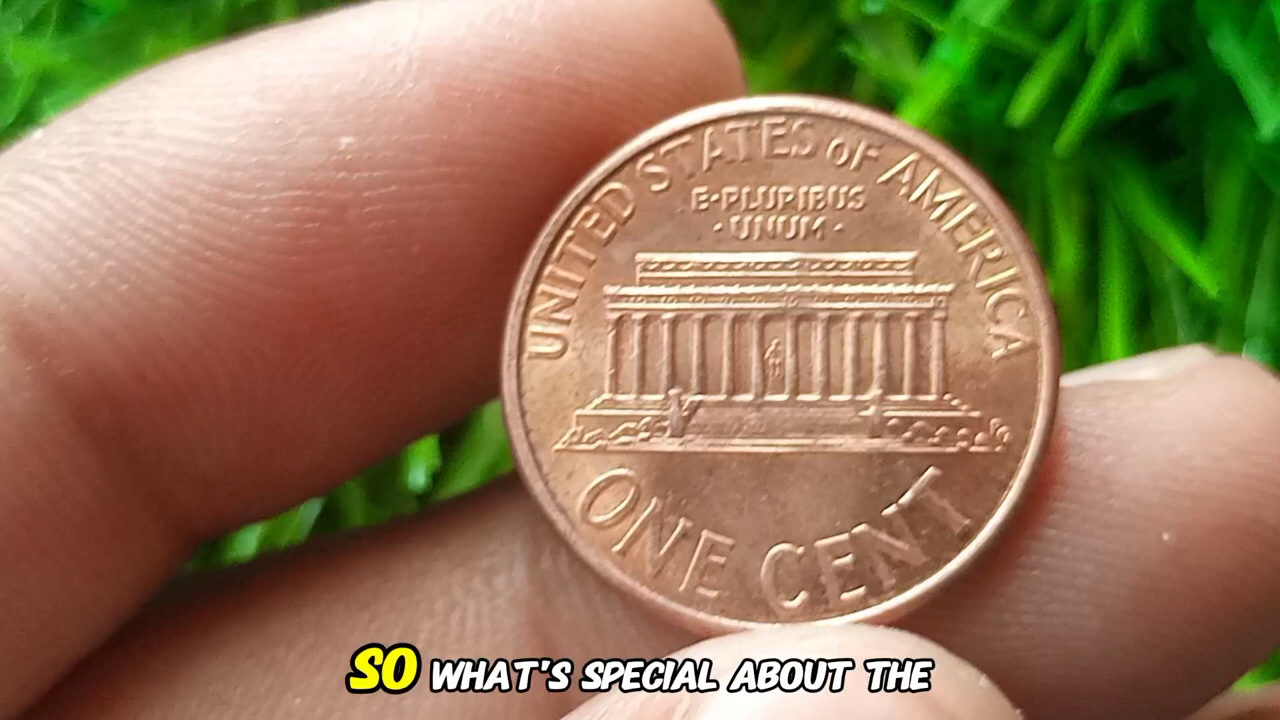 UNITED STATES OF AMERICA
E·PLURIBUS
·UNUM·
ONE CENT
SO WHAT'S SPECIAL ABOUT THE